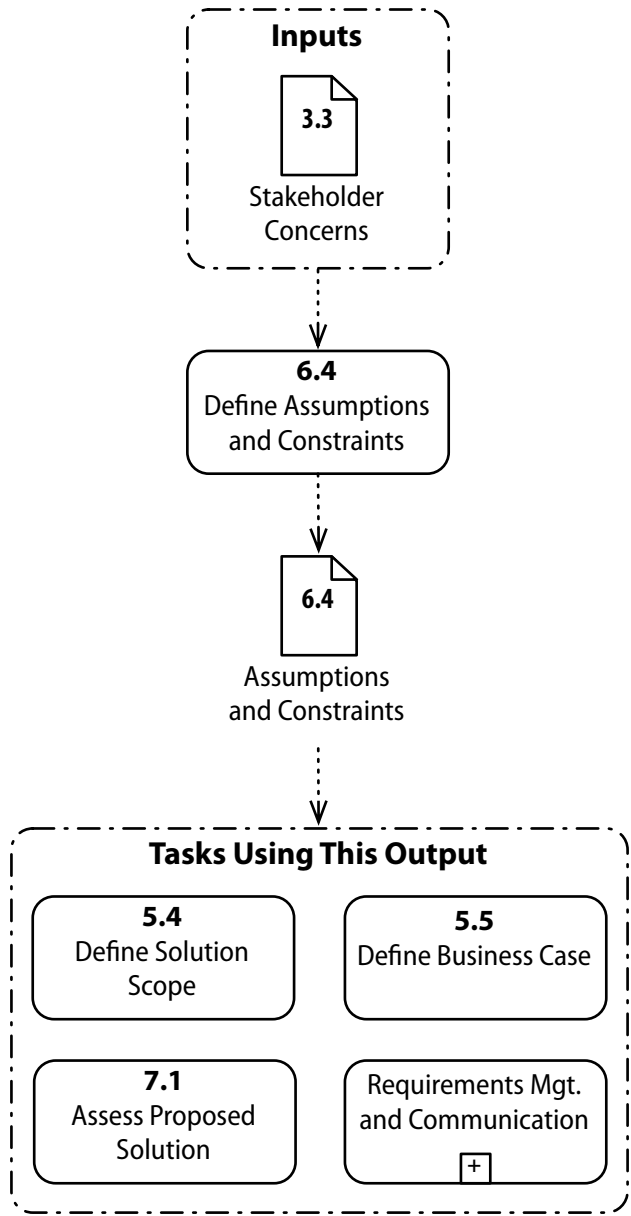 Inputs
3.3
Stakeholder
Concerns
6.4
Define Assumptions
and Constraints
6.4
Assumptions
and Constraints
Tasks Using This Output
5.4
Define Solution
Scope
5.5
Define Business Case
7.1
Assess Proposed
Solution
Requirements Mgt.
and Communication
+